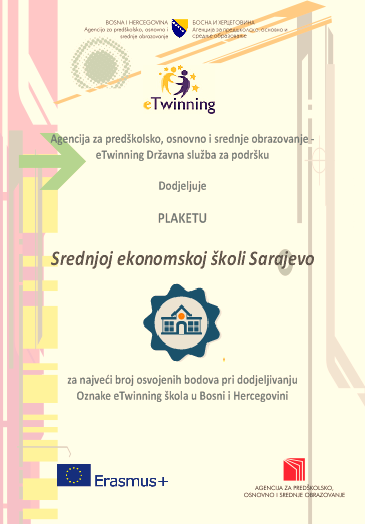 BOSNA I HERCEGOVINA
Agencija za predškolsko, osnovno i
srednje obrazovanje
БОСНА И ХЕРЦЕГОВИНА
Агенција за предшколско, основно и
средње образовање
eTwinning
Agencija za predškolsko, osnovno i srednje obrazovanje -
eTwinning Državna služba za podršku
Dodjeljuje
PLAKETU
Srednjoj ekonomskoj školi Sarajevo
za najveći broj osvojenih bodova pri dodjeljivanju
Oznake eTwinning škola u Bosni i Hercegovini
Erasmus+
AGENCIJA ZA PREDŠKOLSKO,
OSNOVNO I SREDNJE OBRAZOVANJE